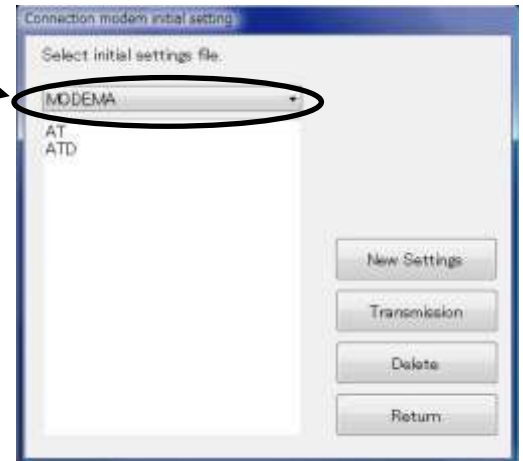 Connection modem initial setting
Select initial settings file.
MODEMA
AT
ATD
New Settings
Transmission
Delete
Return